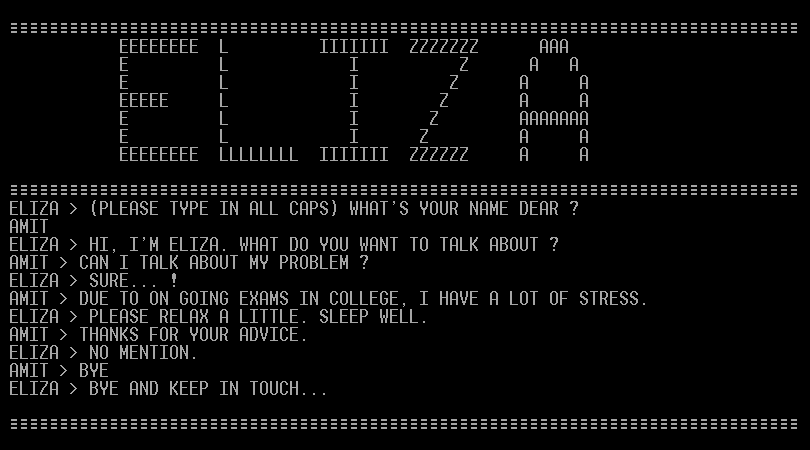 ===============================================================================
           EEEEEEEE  L         IIIIIII  ZZZZZZZ      AAA
           E         L            I          Z      A   A
           E         L            I         Z      A     A
           EEEEE     L            I        Z       A     A
           E         L            I       Z        AAAAAAA
           E         L            I      Z         A     A
           EEEEEEEE  LLLLLLLL  IIIIIII  ZZZZZZ     A     A
===============================================================================
ELIZA > (PLEASE TYPE IN ALL CAPS) WHAT'S YOUR NAME DEAR ?
AMIT
ELIZA > HI, I'M ELIZA. WHAT DO YOU WANT TO TALK ABOUT ?
AMIT > CAN I TALK ABOUT MY PROBLEM ?
ELIZA > SURE... !
AMIT > DUE TO ON GOING EXAMS IN COLLEGE, I HAVE A LOT OF STRESS.
ELIZA > PLEASE RELAX A LITTLE. SLEEP WELL.
AMIT > THANKS FOR YOUR ADVICE.
ELIZA > NO MENTION.
AMIT > BYE
ELIZA > BYE AND KEEP IN TOUCH...
===============================================================================